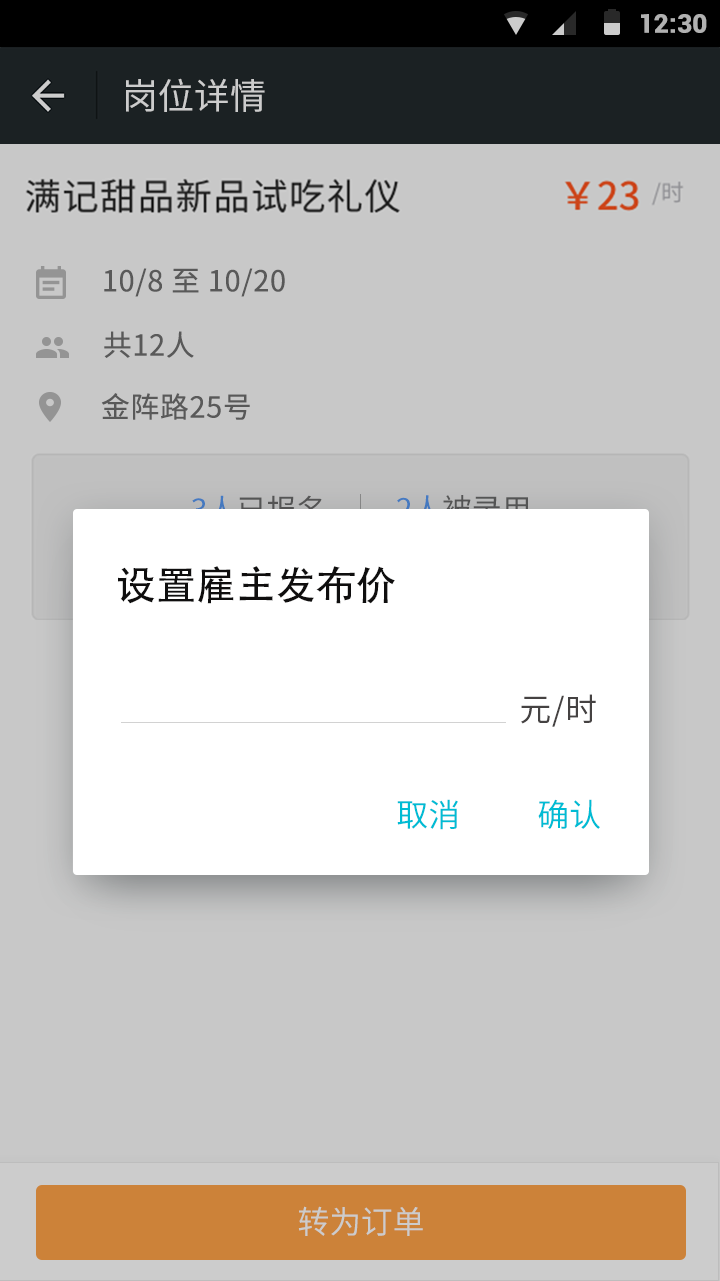 12:30
岗位详情
满记甜品新品试吃礼仪 ¥23 /时
10/8 至 10/20
共12人
金阵路25号
3人已报名 2人被录用
设置雇主发布价
元/时
取消 确认
转为订单